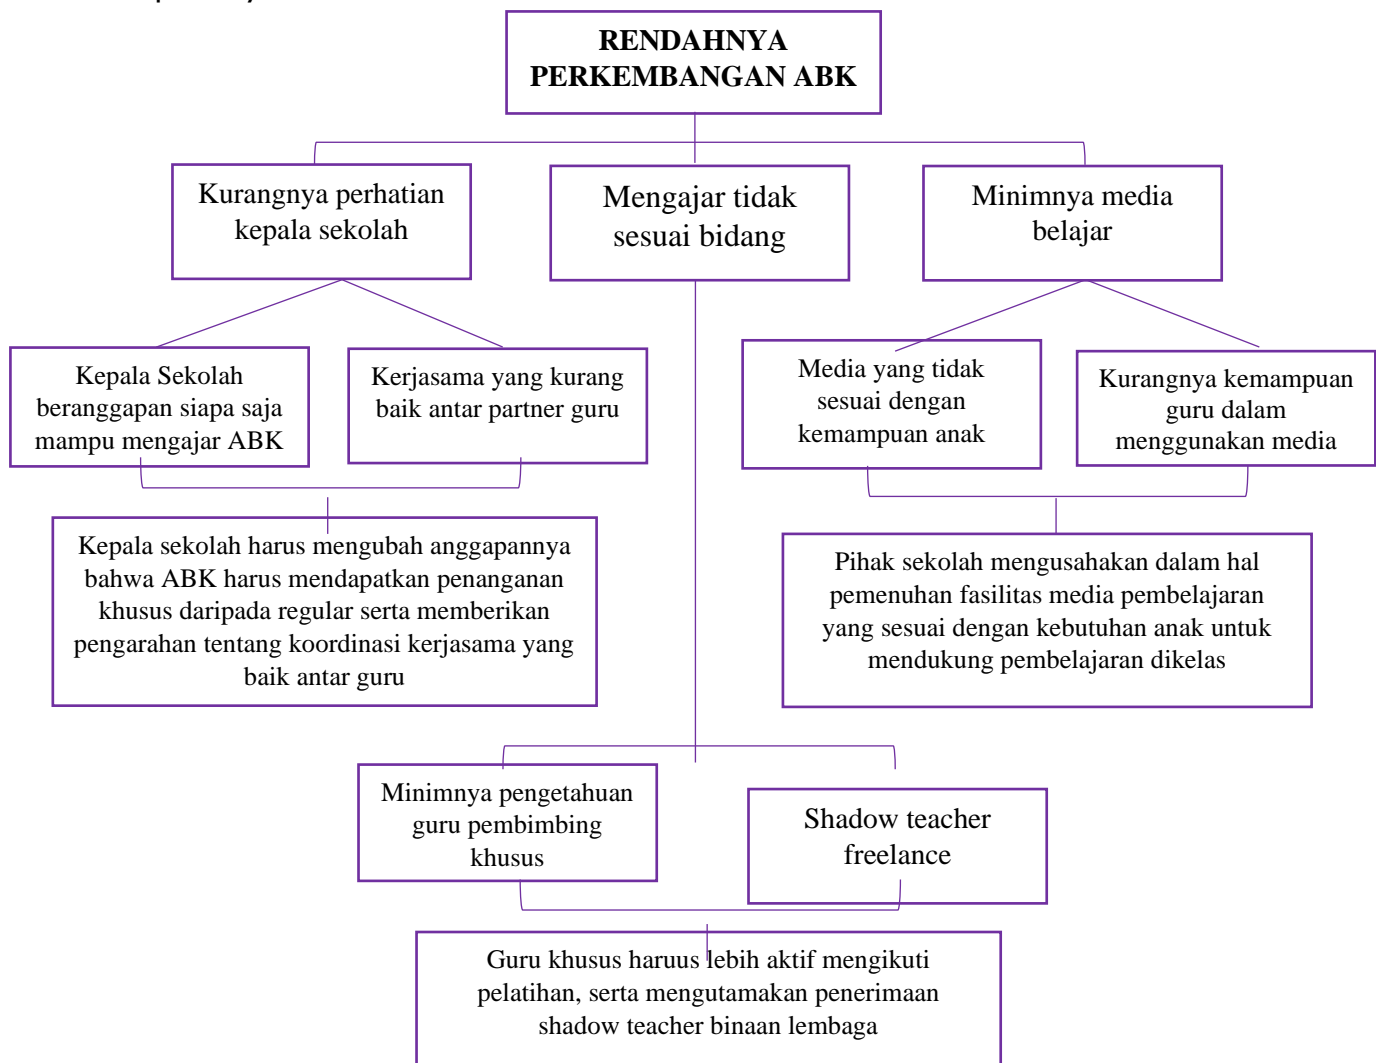 RENDAHNYA
PERKEMBANGAN ABK
Kurangnya perhatian
kepala sekolah
Mengajar tidak
sesuai bidang
Minimnya media
belajar
Kepala Sekolah
beranggapan siapa saja
mampu mengajar ABK
Kerjasama yang kurang
baik antar partner guru
Media yang tidak
sesuai dengan
kemampuan anak
Kurangnya kemampuan
guru dalam
menggunakan media
Kepala sekolah harus mengubah anggapannya
bahwa ABK harus mendapatkan penanganan
khusus daripada regular serta memberikan
pengarahan tentang koordinasi kerjasama yang
baik antar guru
Pihak sekolah mengusahakan dalam hal
pemenuhan fasilitas media pembelajaran
yang sesuai dengan kebutuhan anak untuk
mendukung pembelajaran dikelas
Minimnya pengetahuan
guru pembimbing
khusus
Shadow teacher
freelance
Guru khusus haruus lebih aktif mengikuti
pelatihan, serta mengutamakan penerimaan
shadow teacher binaan lembaga